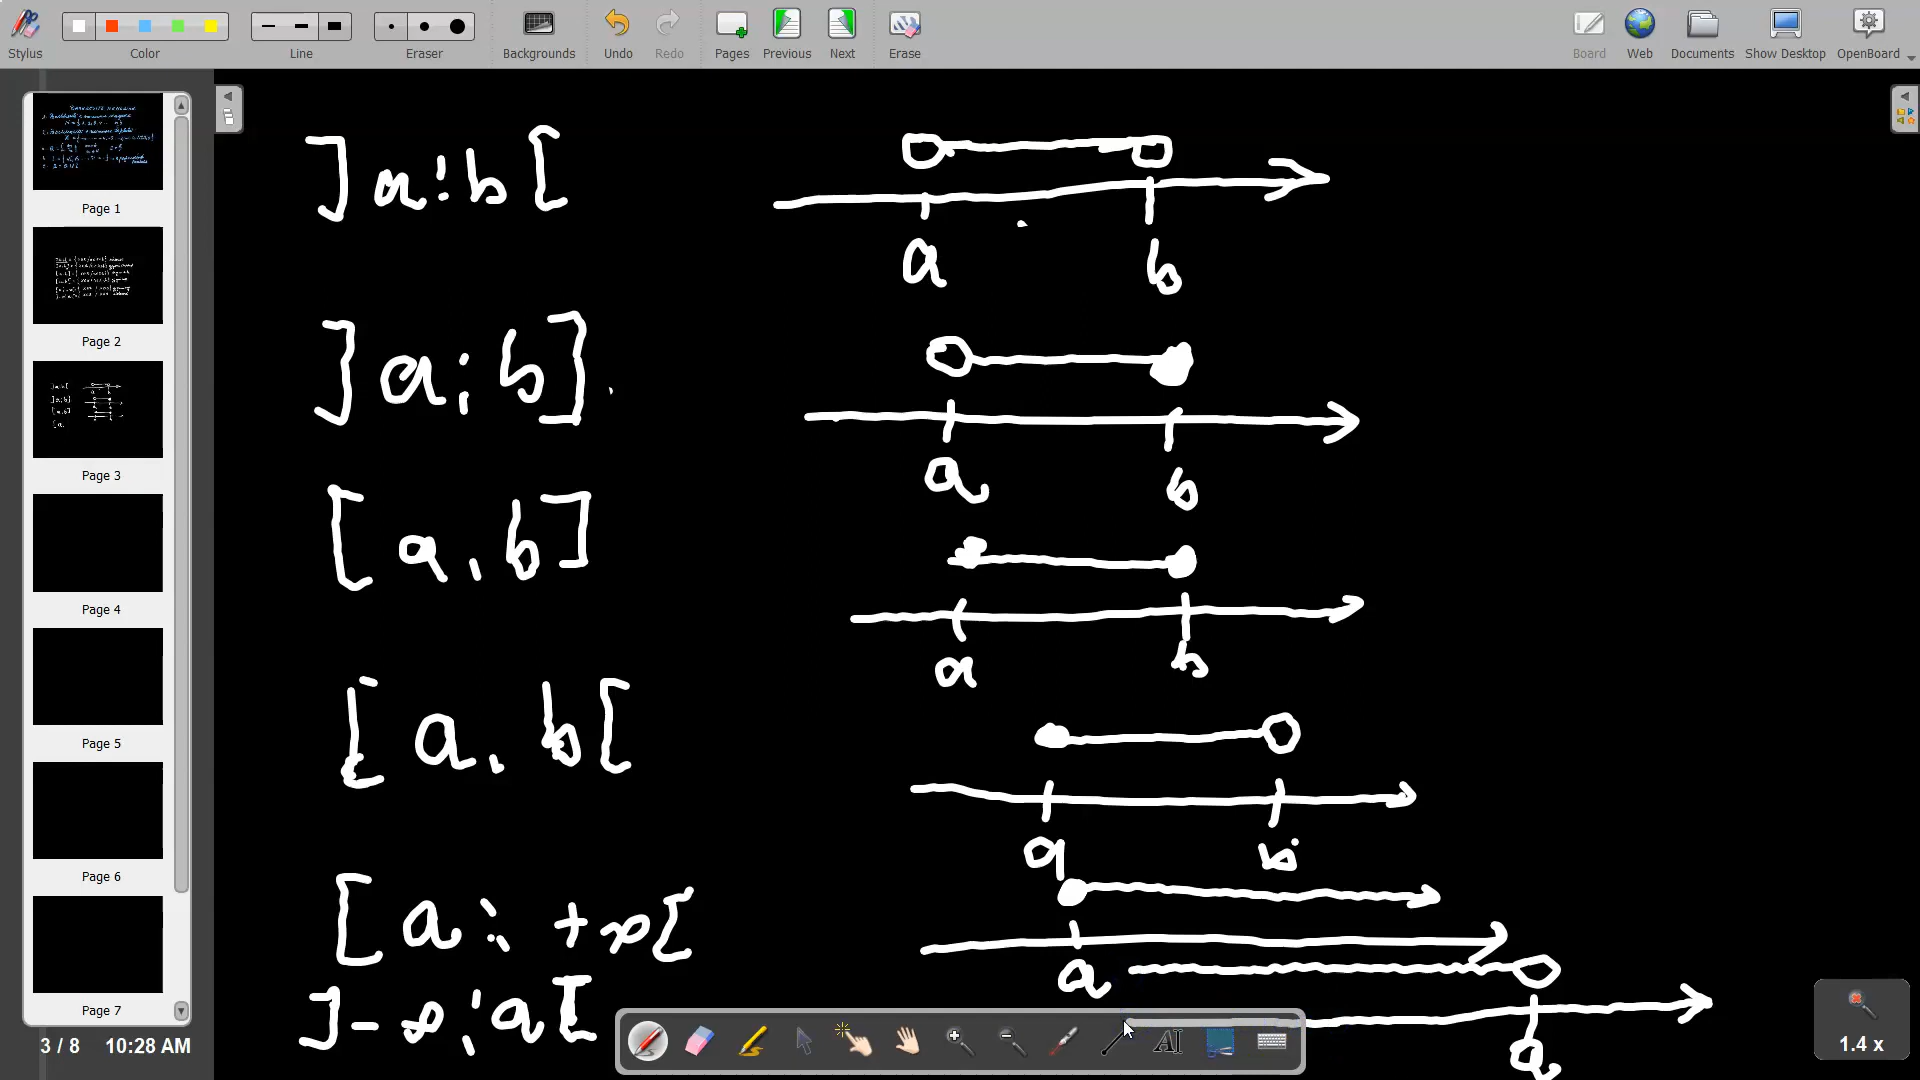 Stylus Color Line Eraser Backgrounds Undo Redo Pages Previous Next Erase Board Web Documents Show Desktop OpenBoard
Page 1
Page 2
Page 3
Page 4
Page 5
Page 6
Page 7
3 / 8 10:28 AM
]a;b[
a b
]a;b].
a b
[a,b]
a b
[a,b[
a b
[a; +∞[
a
]-∞;a[
a
AI
1.4 x